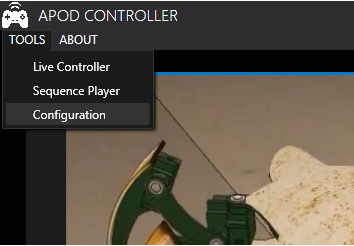 APOD CONTROLLER
TOOLS ABOUT
Live Controller
Sequence Player
Configuration